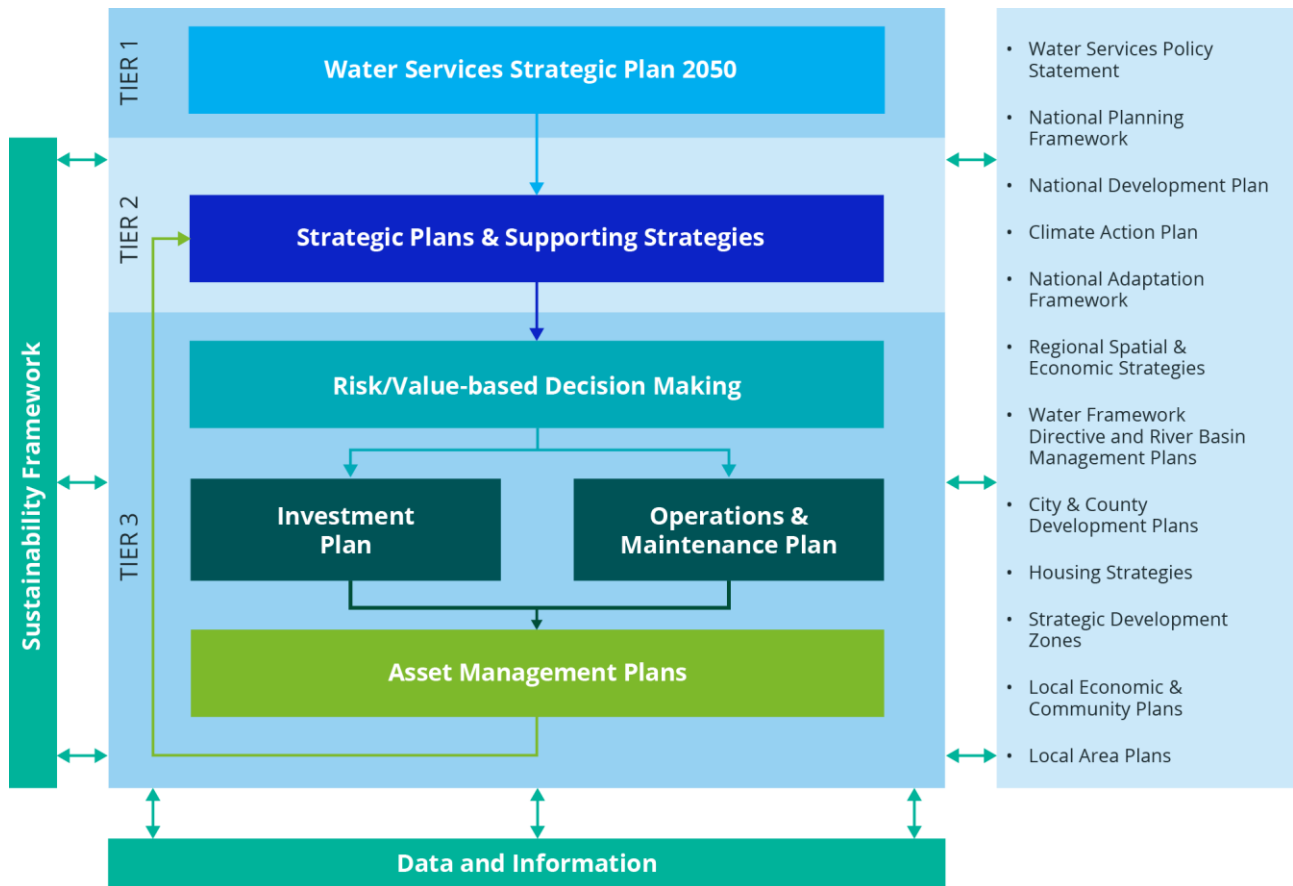 TIER 1
Water Services Strategic Plan 2050
TIER 2
Strategic Plans & Supporting Strategies
TIER 3
Risk/Value-based Decision Making
Investment
Plan
Operations &
Maintenance Plan
Asset Management Plans
Sustainability Framework
Data and Information
• Water Services Policy
Statement
• National Planning
Framework
• National Development Plan
• Climate Action Plan
• National Adaptation
Framework
• Regional Spatial &
Economic Strategies
• Water Framework
Directive and River Basin
Management Plans
• City & County
Development Plans
• Housing Strategies
• Strategic Development
Zones
• Local Economic &
Community Plans
• Local Area Plans